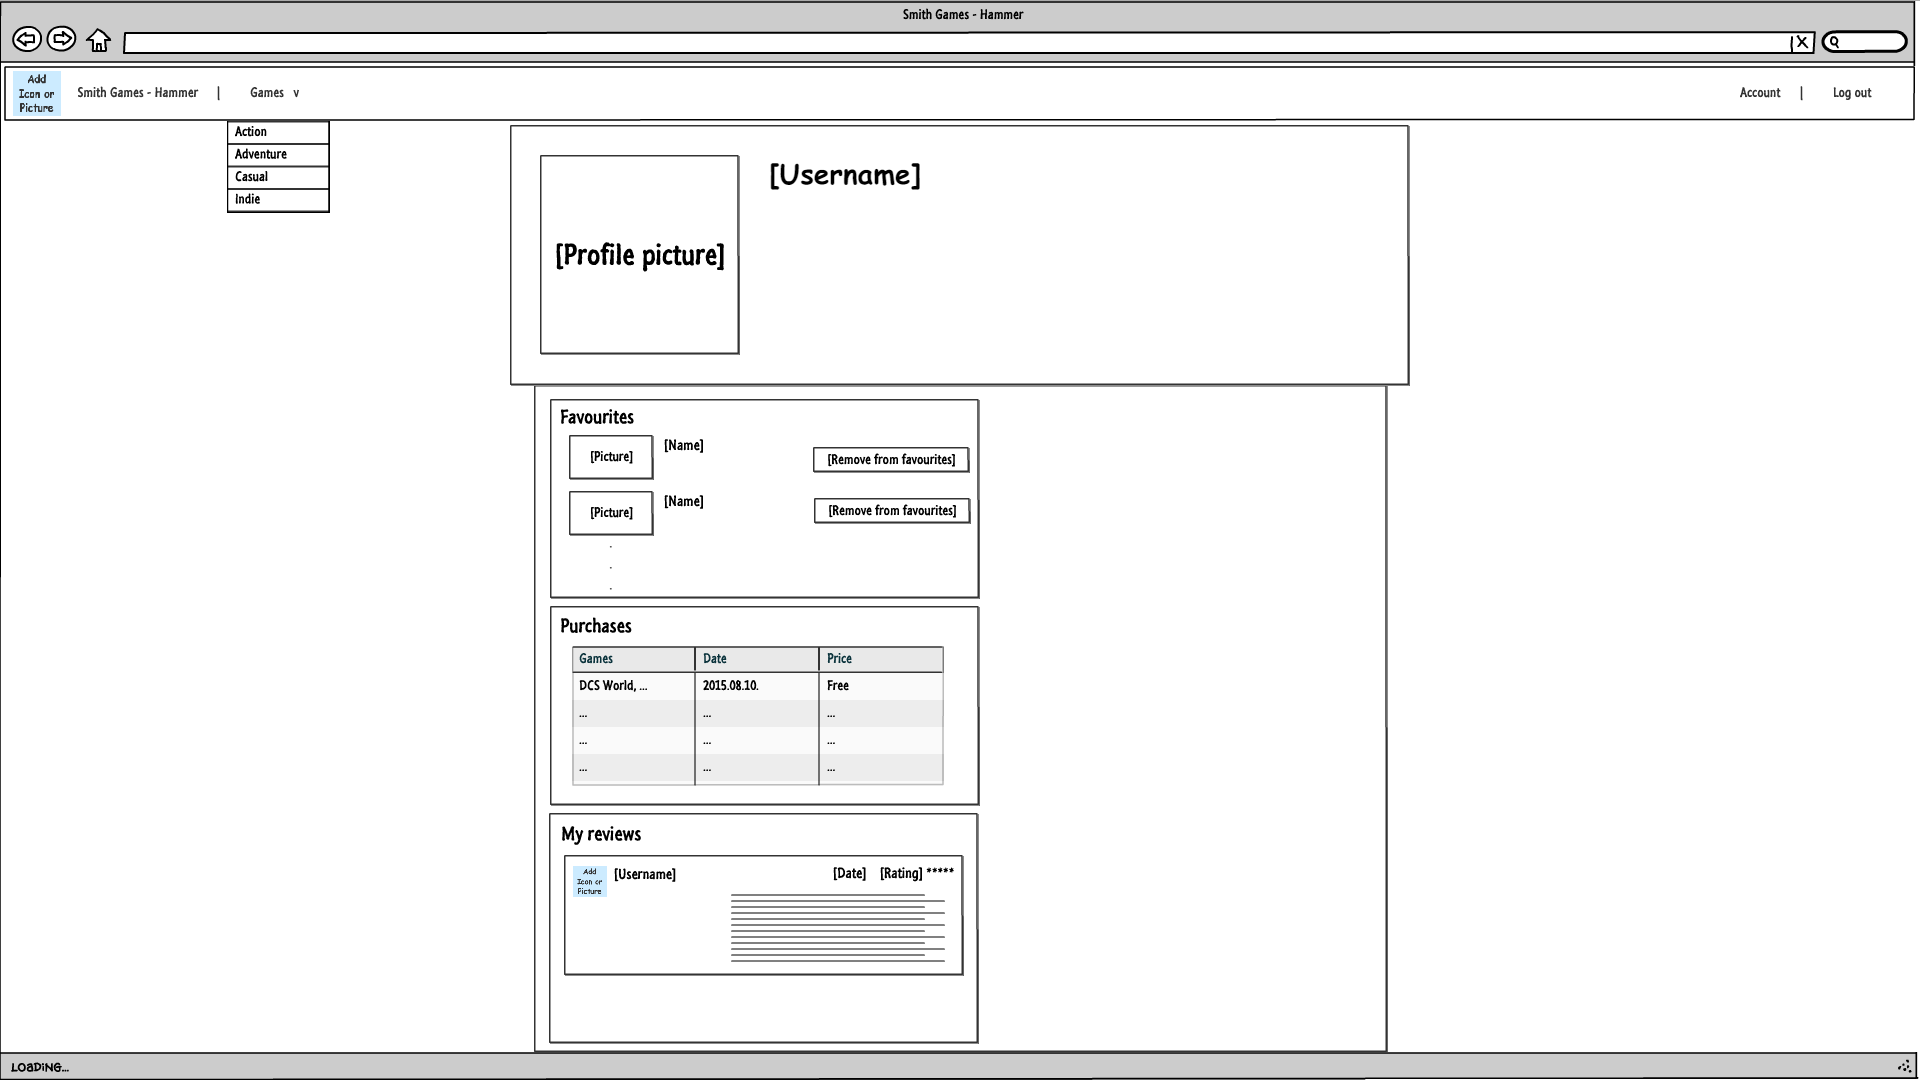 Smith Games - Hammer
X
Add
Icon or
Picture
Smith Games - Hammer | Games v
Account | Log out
Action
Adventure
Casual
Indie
[Profile picture]
[Username]
Favourites
[Picture] [Name] [Remove from favourites]
[Picture] [Name] [Remove from favourites]
.
.
.
Purchases
Games Date Price
DCS World, ... 2015.08.10. Free
... ... ...
... ... ...
... ... ...
My reviews
Add
Icon or
Picture
[Username] [Date] [Rating] *****
LOADING...